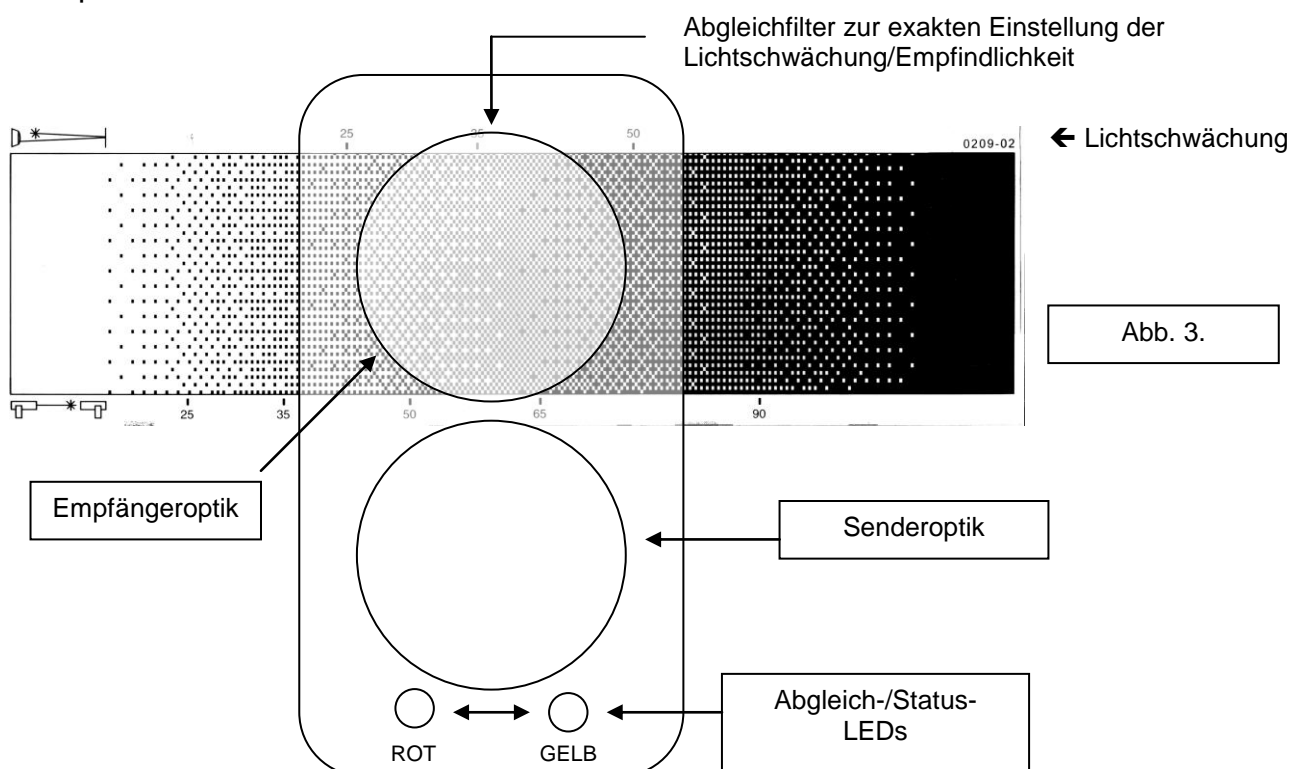 Abgleichfilter zur exakten Einstellung der
Lichtschwächung/Empfindlichkeit
25 35 50
0209-02
← Lichtschwächung
Abb. 3.
25 35 50 65 90
Empfängeroptik
Senderoptik
Abgleich-/Status-
LEDs
ROT GELB